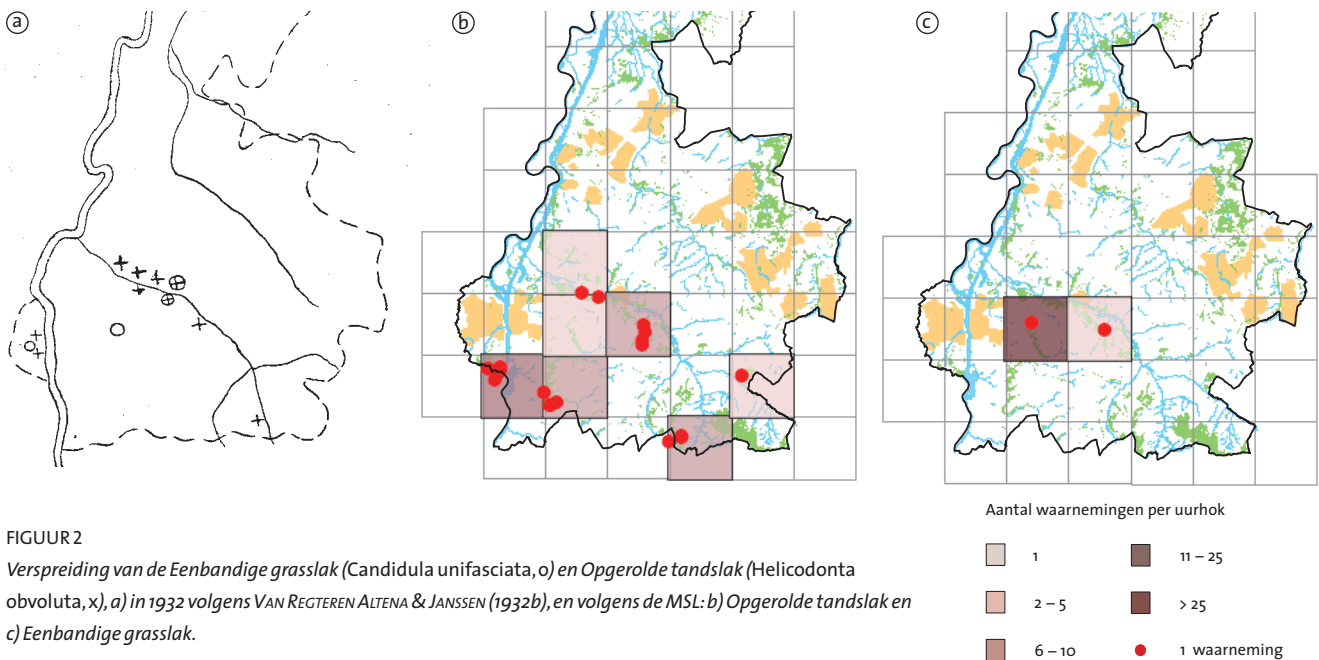 a
b
c
Aantal waarnemingen per uurhok
1
11 – 25
2 – 5
> 25
6 – 10
1 waarneming
FIGUUR 2
Verspreiding van de Eenbandige grasslak (Candidula unifasciata, o) en Opgerolde tandslak (Helicodonta
obvoluta, x), a) in 1932 volgens VAN REGTEREN ALTENA & JANSSEN (1932b), en volgens de MSL: b) Opgerolde tandslak en
c) Eenbandige grasslak.